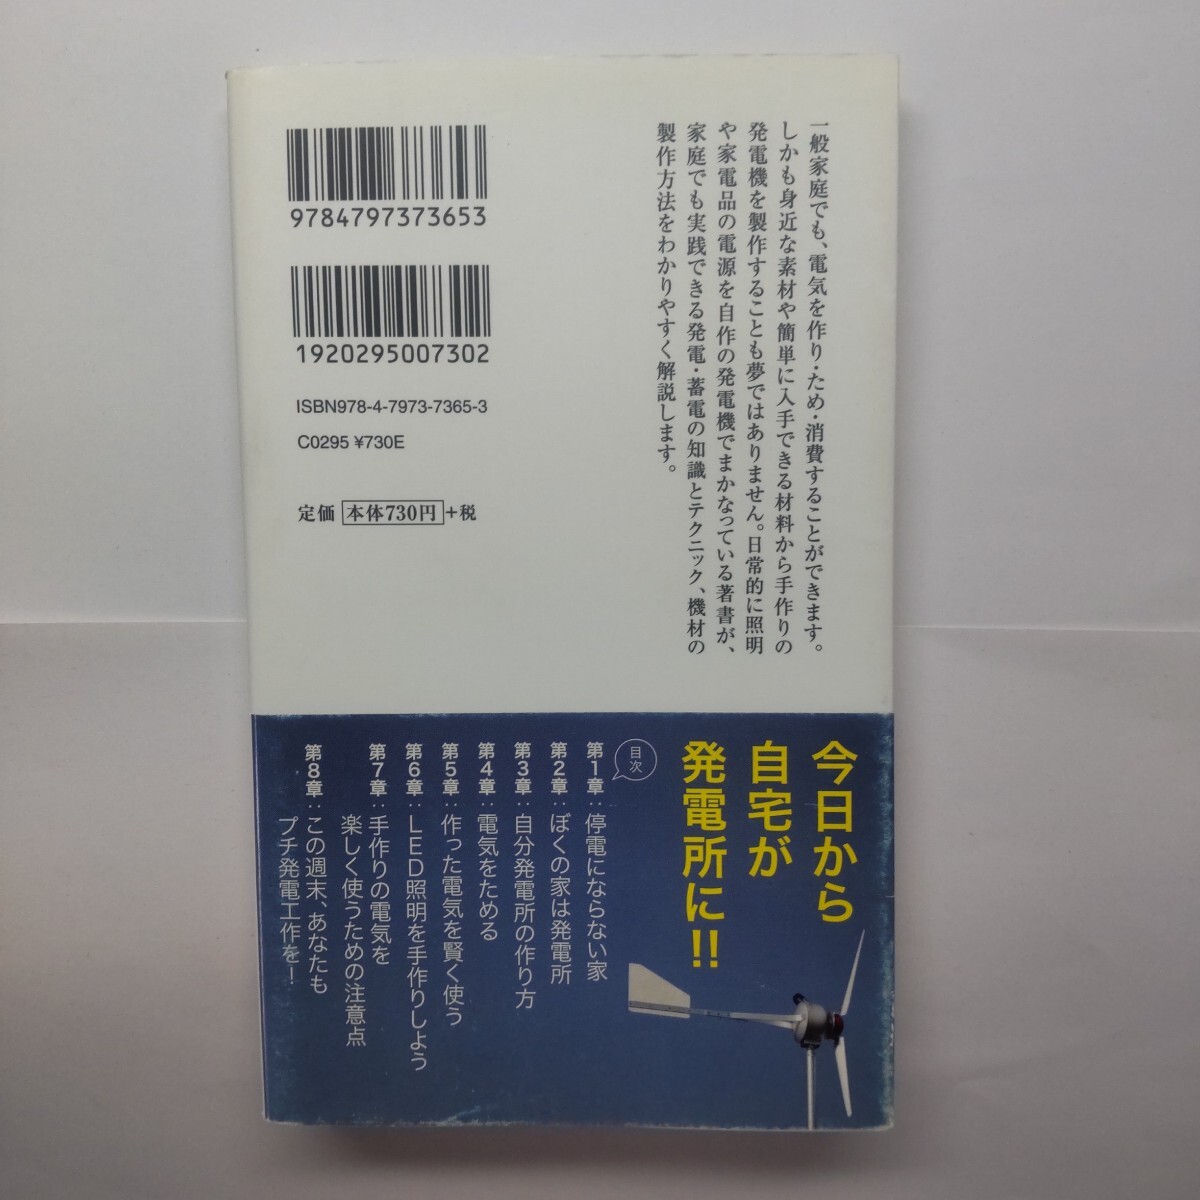 9784797373653
1920295007302
ISBN978-4-7973-7365-3
C0295 ¥730E
定価 本体730円+税
一般家庭でも、電気を作り・ため・消費することができます。
しかも身近な素材や簡単に入手できる材料から手作りの
発電機を製作することも夢ではありません。日常的に照明
や家電品の電源を自作の発電機でまかなっている著書が、
家庭でも実践できる発電・蓄電の知識とテクニック、機材の
製作方法をわかりやすく解説します。
今日から
自宅が
発電所に!!
目次
第1章:停電にならない家
第2章:ぼくの家は発電所
第3章:自分発電所の作り方
第4章:電気をためる
第5章:作った電気を賢く使う
第6章:LED照明を手作りしよう
第7章:手作りの電気を
楽しく使うための注意点
第8章:この週末、あなたも
プチ発電工作を!